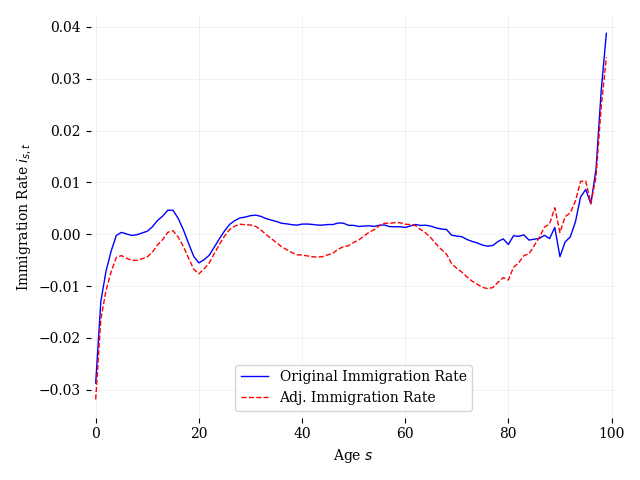 0.04
0.03
0.02
0.01
0.00
−0.01
−0.02
−0.03
Immigration Rate i_{s,t}
Original Immigration Rate
Adj. Immigration Rate
0 20 40 60 80 100
Age s